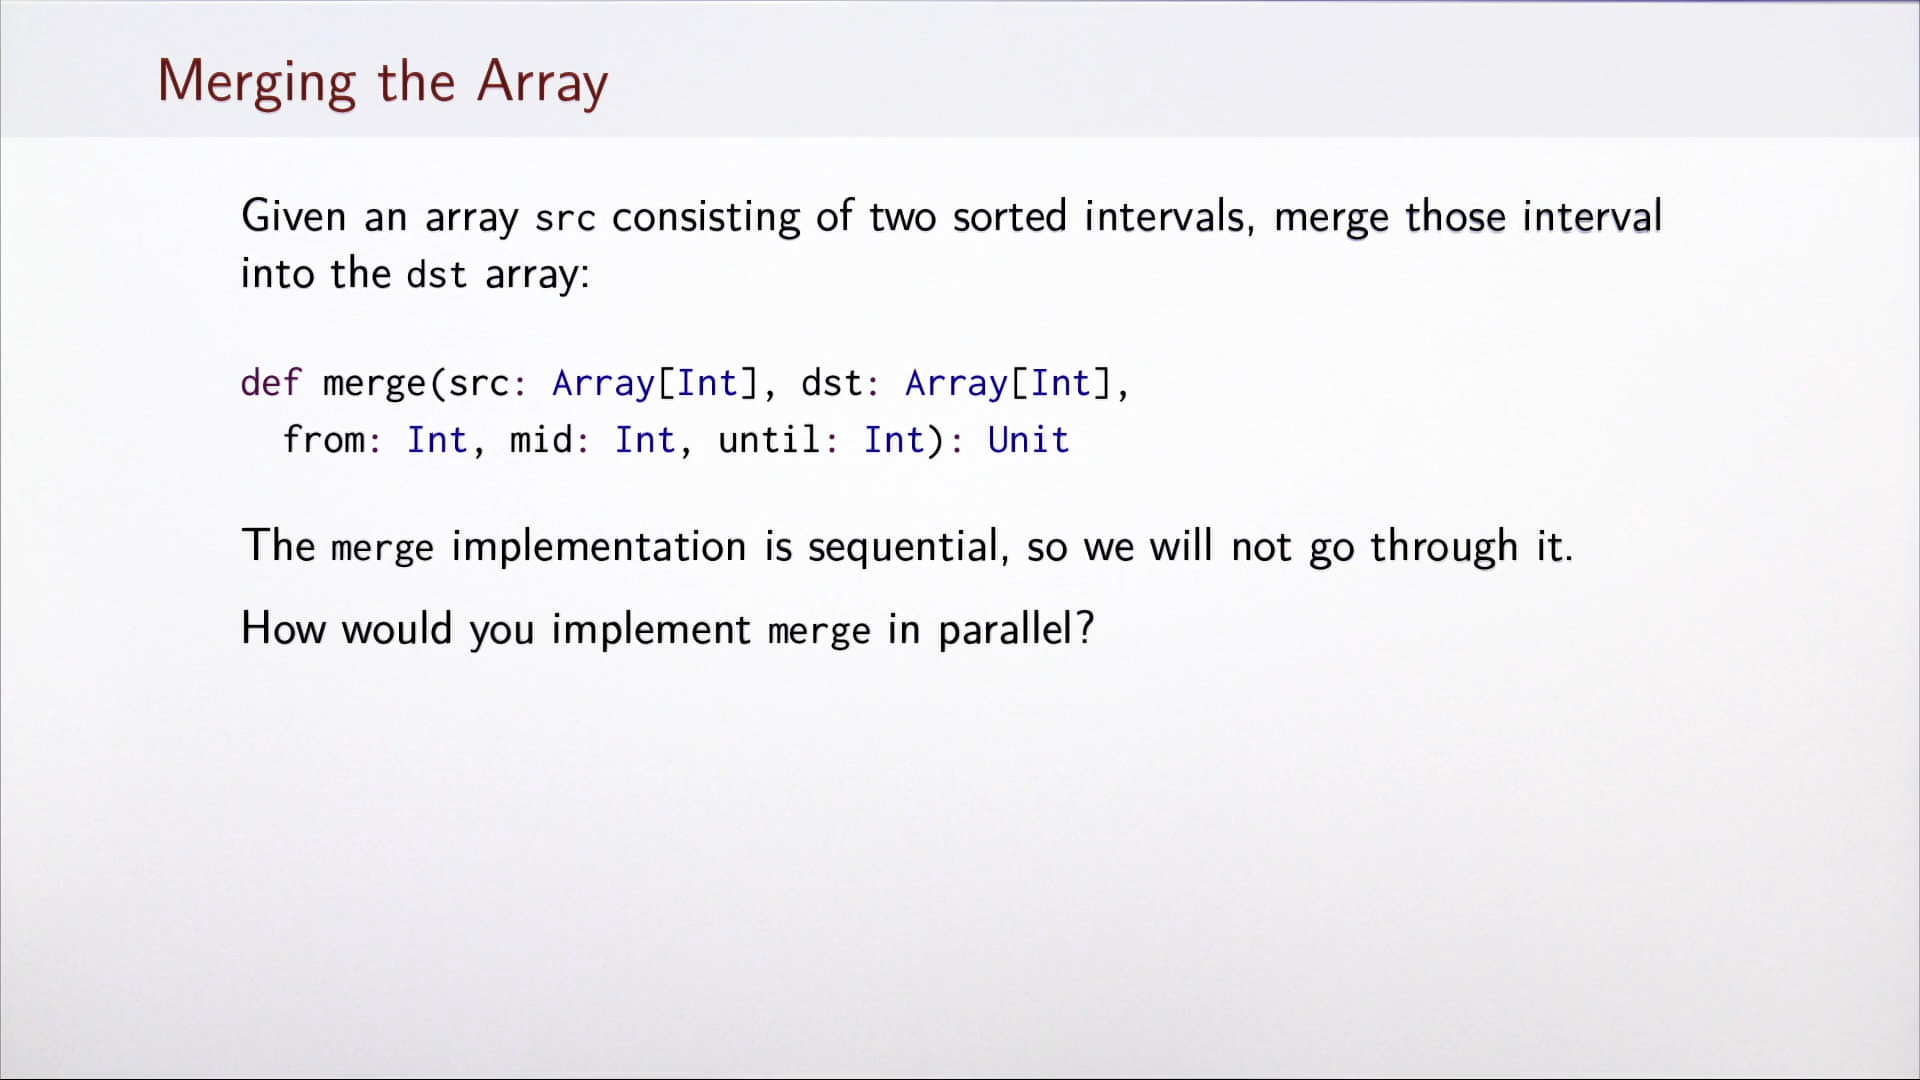 Merging the Array
Given an array src consisting of two sorted intervals, merge those interval
into the dst array:
def merge(src: Array[Int], dst: Array[Int],
from: Int, mid: Int, until: Int): Unit
The merge implementation is sequential, so we will not go through it.
How would you implement merge in parallel?